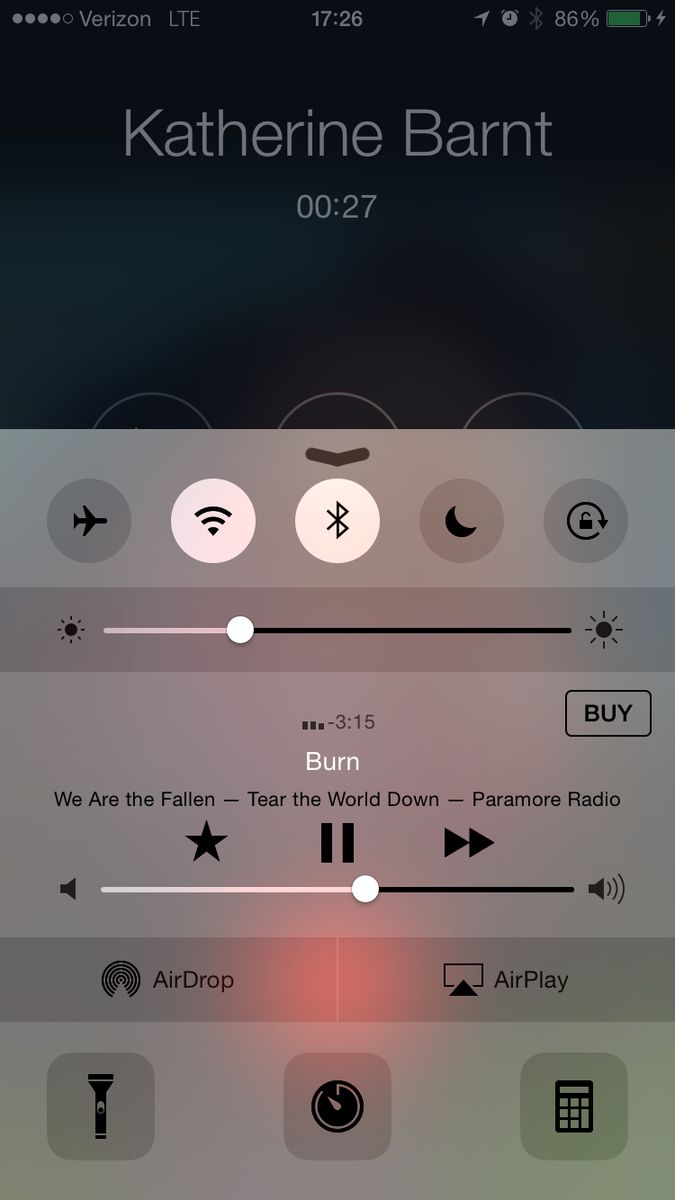 Verizon LTE 17:26 86%
Katherine Barnt
00:27
-3:15
BUY
Burn
We Are the Fallen — Tear the World Down — Paramore Radio
AirDrop AirPlay